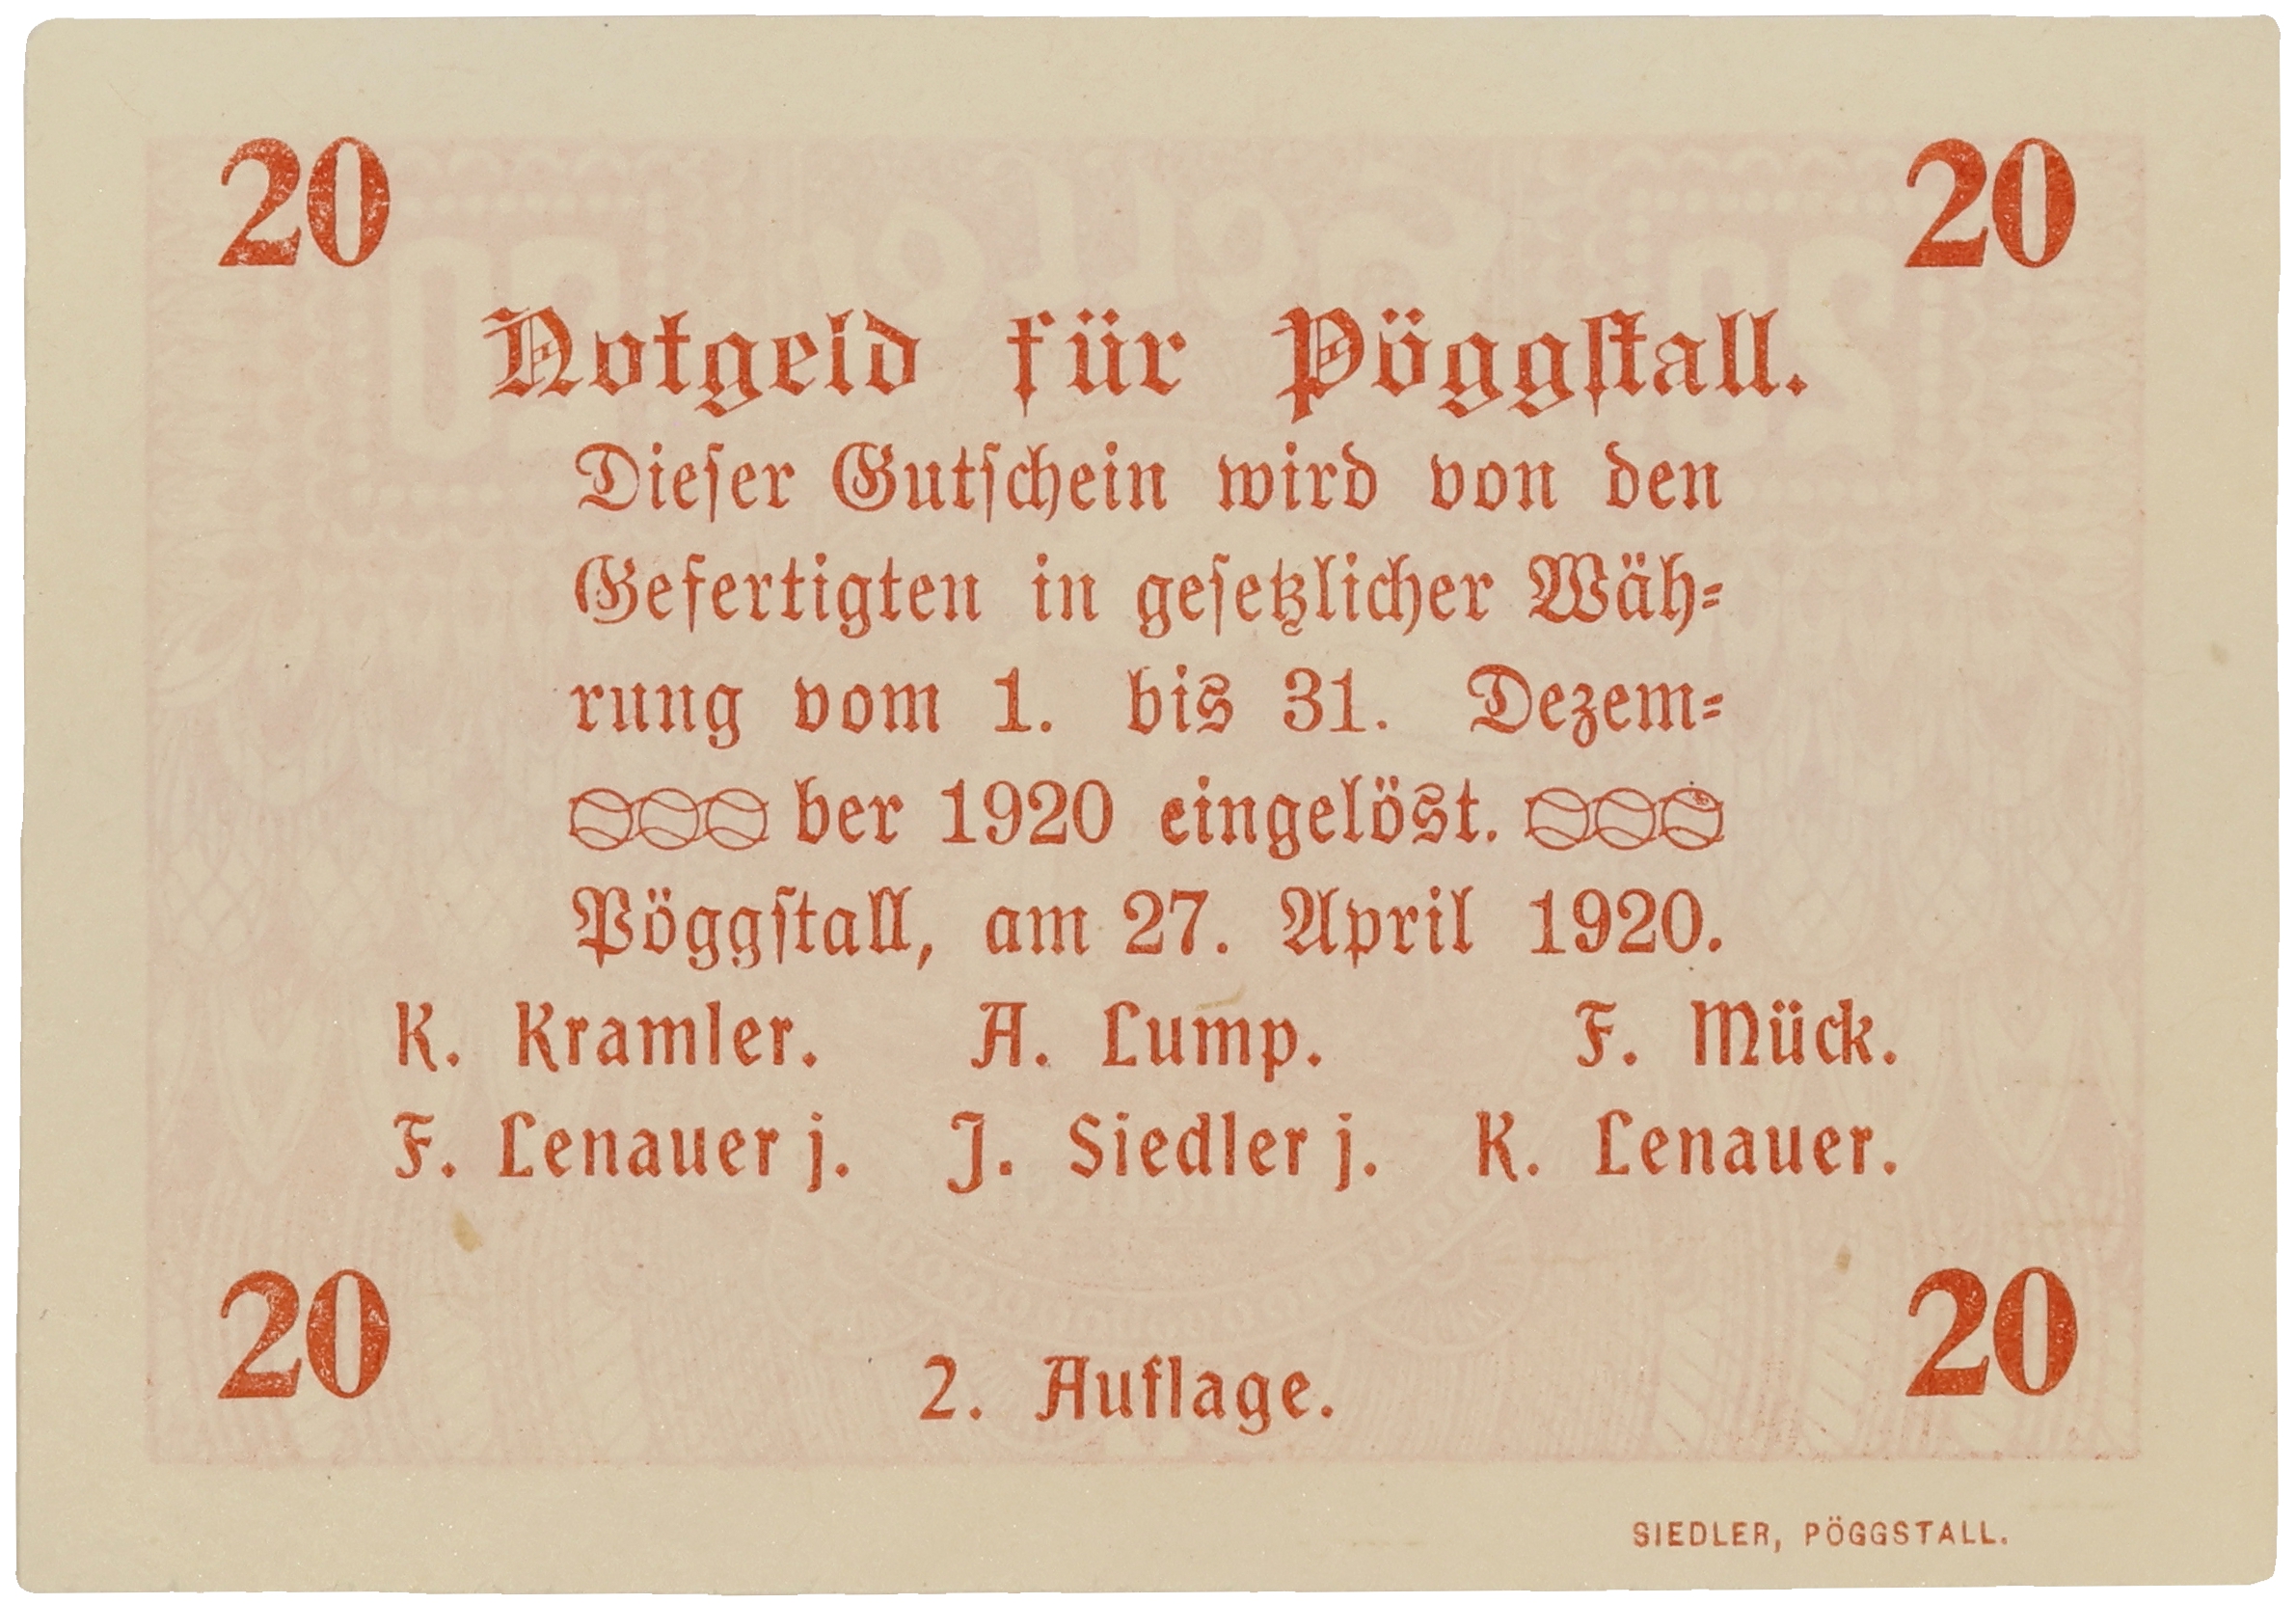 20 20
Notgeld für Pöggstall.
Dieser Gutschein wird von den
Gefertigten in gesetzlicher Wäh-
rung vom 1. bis 31. Dezem-
ber 1920 eingelöst.
Pöggstall, am 27. April 1920.
K. Kramler. A. Lump. F. Mück.
F. Lenauer j. J. Siedler j. K. Lenauer.
20 20
2. Auflage.
SIEDLER, PÖGGSTALL.